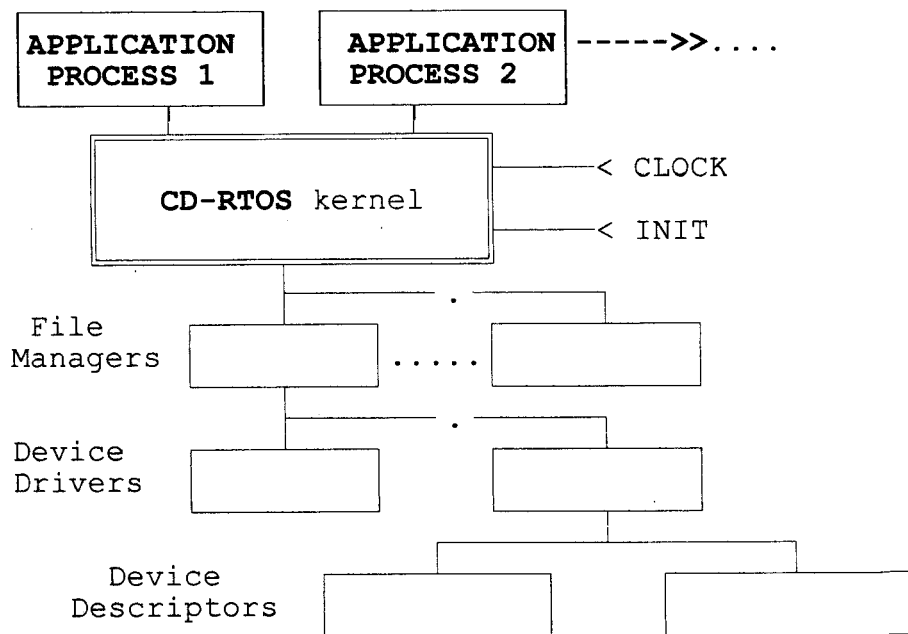 APPLICATION
PROCESS 1
APPLICATION
PROCESS 2
----->>....
CD-RTOS kernel
< CLOCK
< INIT
.
File
Managers
.....
.
Device
Drivers
Device
Descriptors